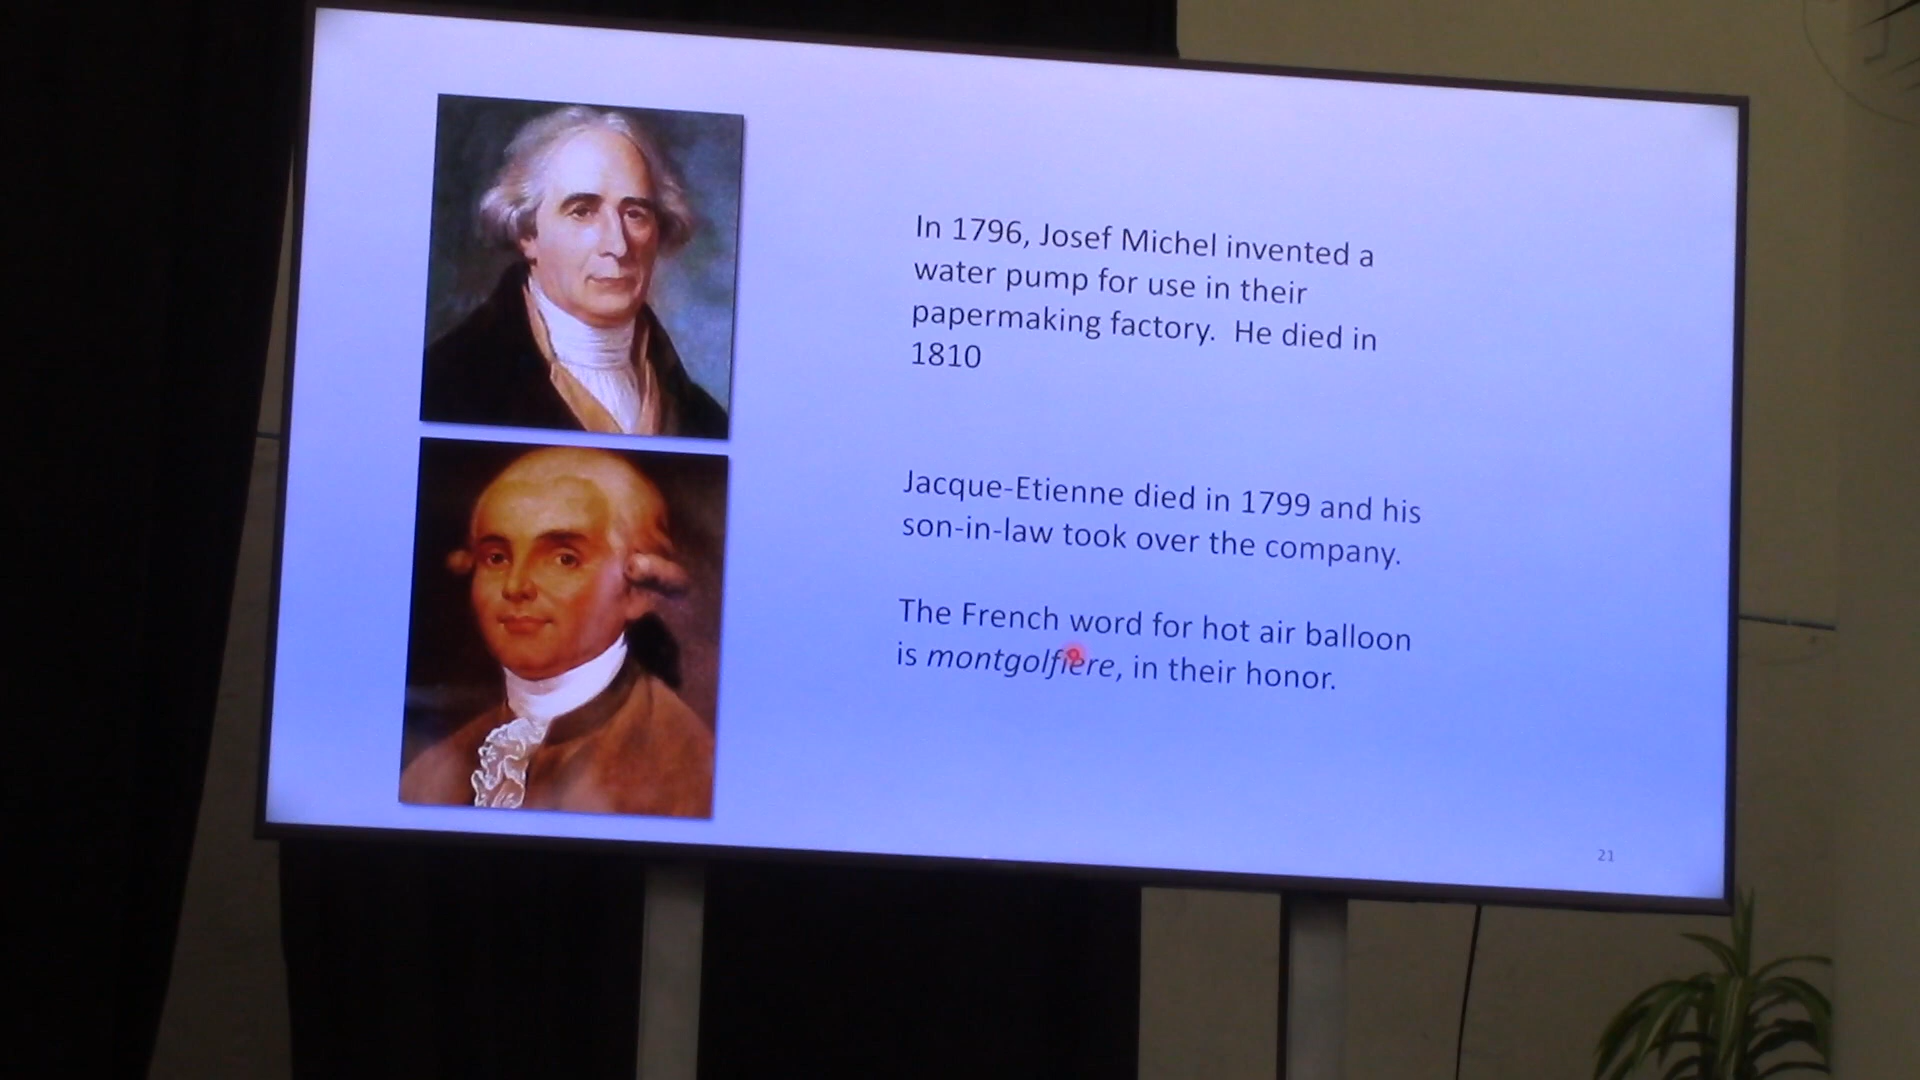 In 1796, Josef Michel invented a
water pump for use in their
papermaking factory.  He died in
1810
Jacque-Etienne died in 1799 and his
son-in-law took over the company.
The French word for hot air balloon
is montgolfière, in their honor.
21